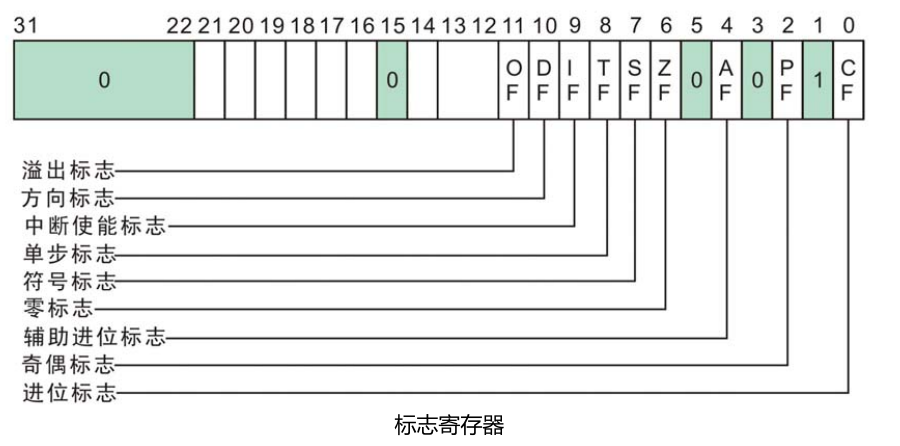 31 22 21 20 19 18 17 16 15 14 13 12 11 10 9 8 7 6 5 4 3 2 1 0
0 0 OF DF IF TF SF ZF 0 AF 0 PF 1 CF
溢出标志
方向标志
中断使能标志
单步标志
符号标志
零标志
辅助进位标志
奇偶标志
进位标志
标志寄存器